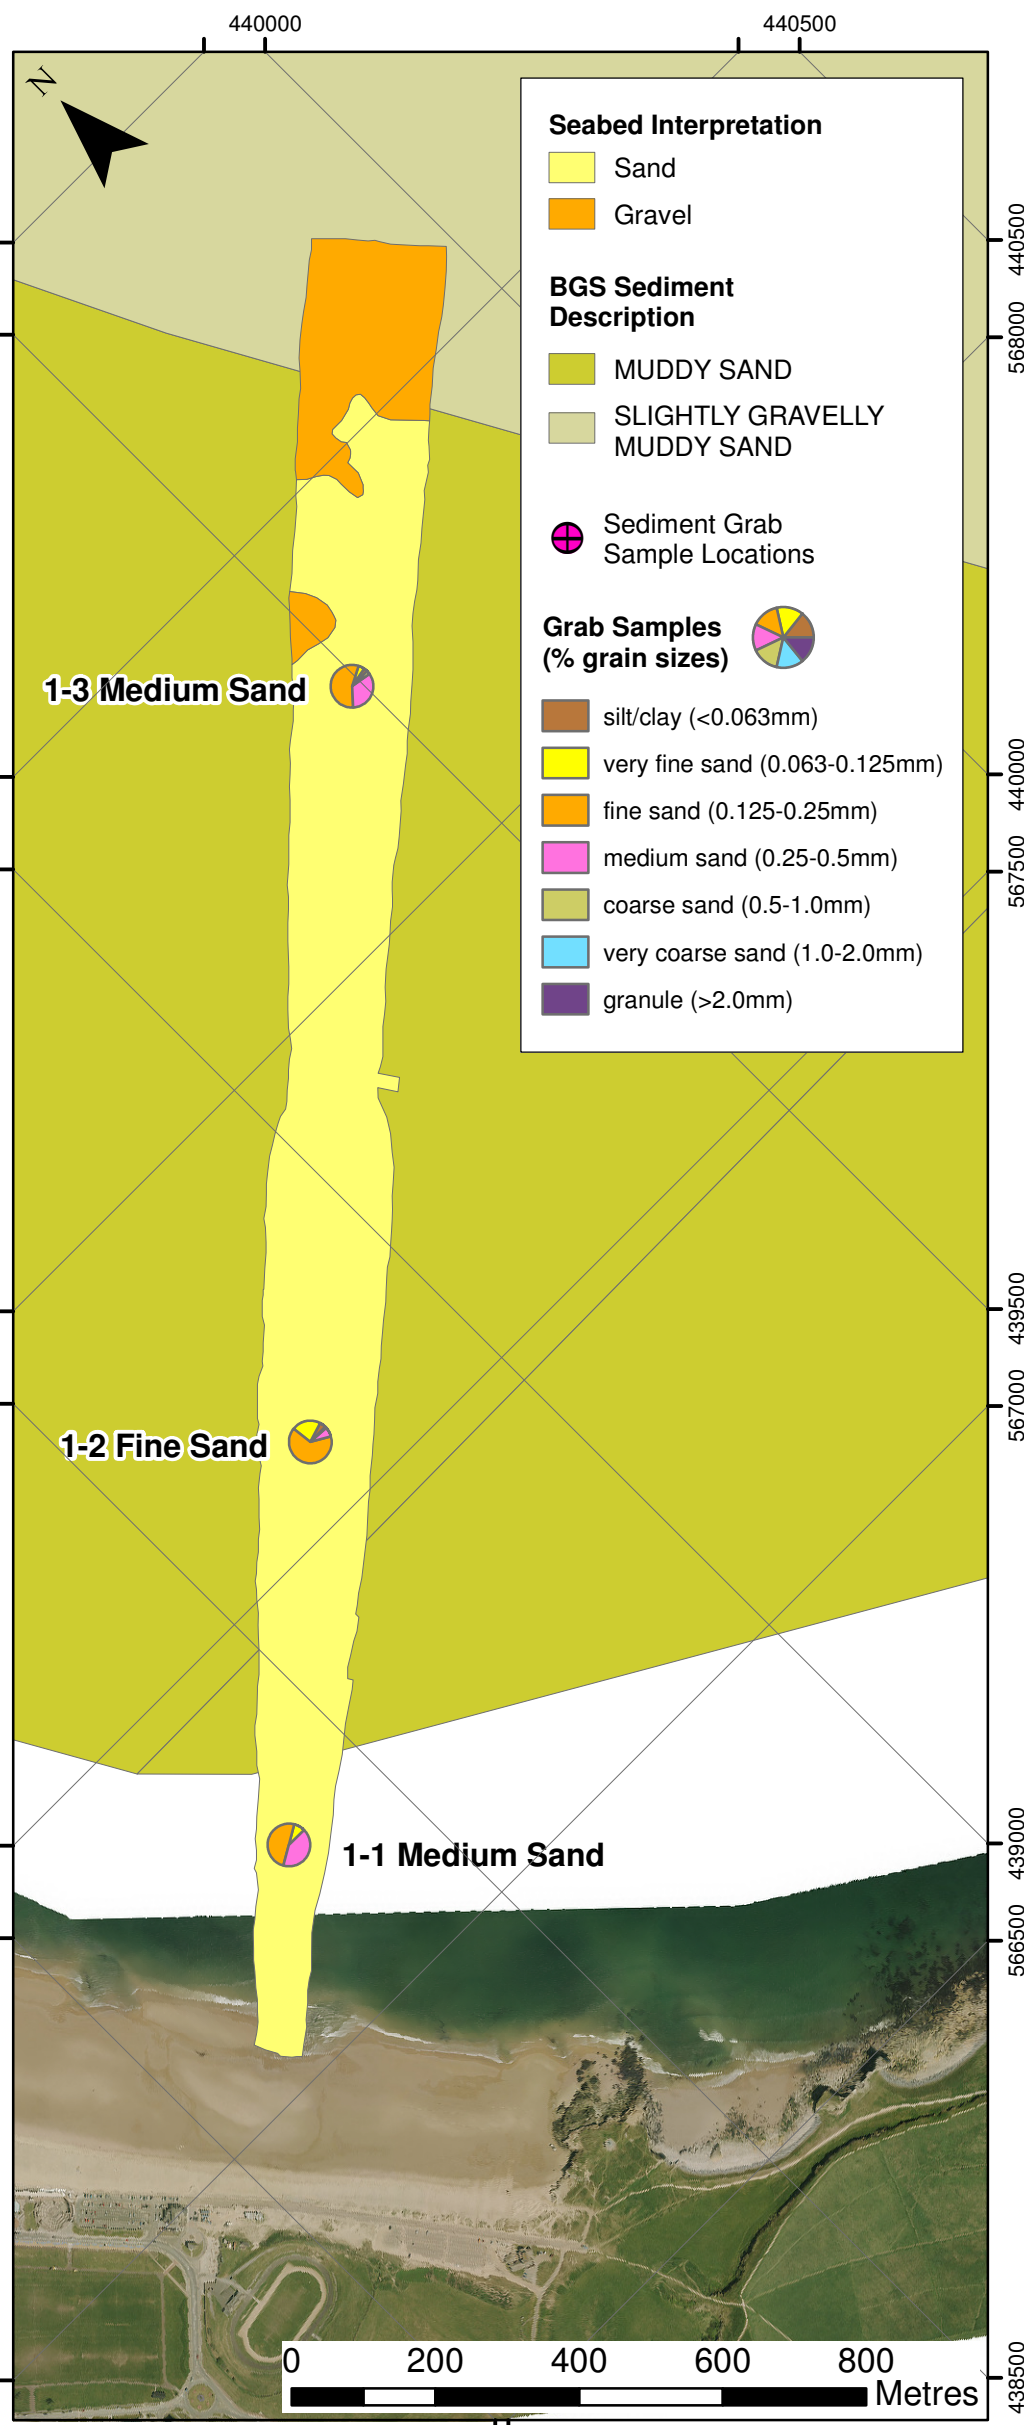 440000
440500
N
Seabed Interpretation
Sand
Gravel
BGS Sediment
Description
MUDDY SAND
SLIGHTLY GRAVELLY
MUDDY SAND
Sediment Grab
Sample Locations
Grab Samples
(% grain sizes)
silt/clay (<0.063mm)
very fine sand (0.063-0.125mm)
fine sand (0.125-0.25mm)
medium sand (0.25-0.5mm)
coarse sand (0.5-1.0mm)
very coarse sand (1.0-2.0mm)
granule (>2.0mm)
440500
568000
440000
567500
439500
567000
439000
566500
438500
1-3 Medium Sand
1-2 Fine Sand
1-1 Medium Sand
0 200 400 600 800
Metres